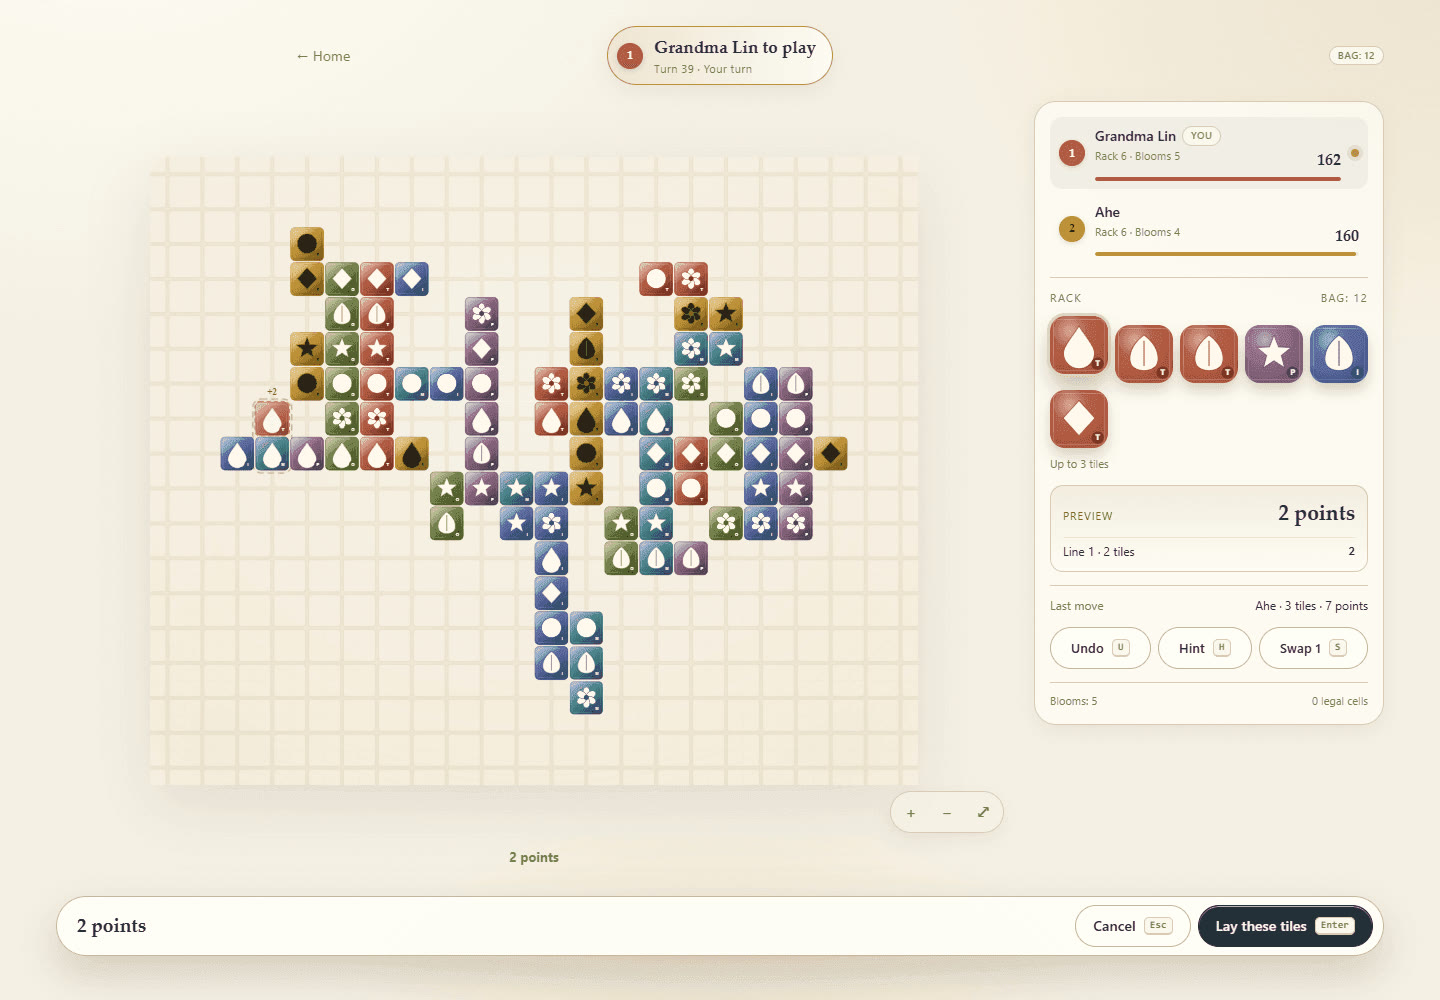 ← Home
1
Grandma Lin to play
Turn 39 · Your turn
BAG: 12
1
Grandma Lin
YOU
Rack 6 · Blooms 5
162
2
Ahe
Rack 6 · Blooms 4
160
RACK
BAG: 12
T
T
T
P
I
T
Up to 3 tiles
PREVIEW
2 points
Line 1 · 2 tiles
2
Last move
Ahe · 3 tiles · 7 points
Undo U
Hint H
Swap 1 S
Blooms: 5
0 legal cells
+2
+
−
2 points
2 points
Cancel Esc
Lay these tiles Enter